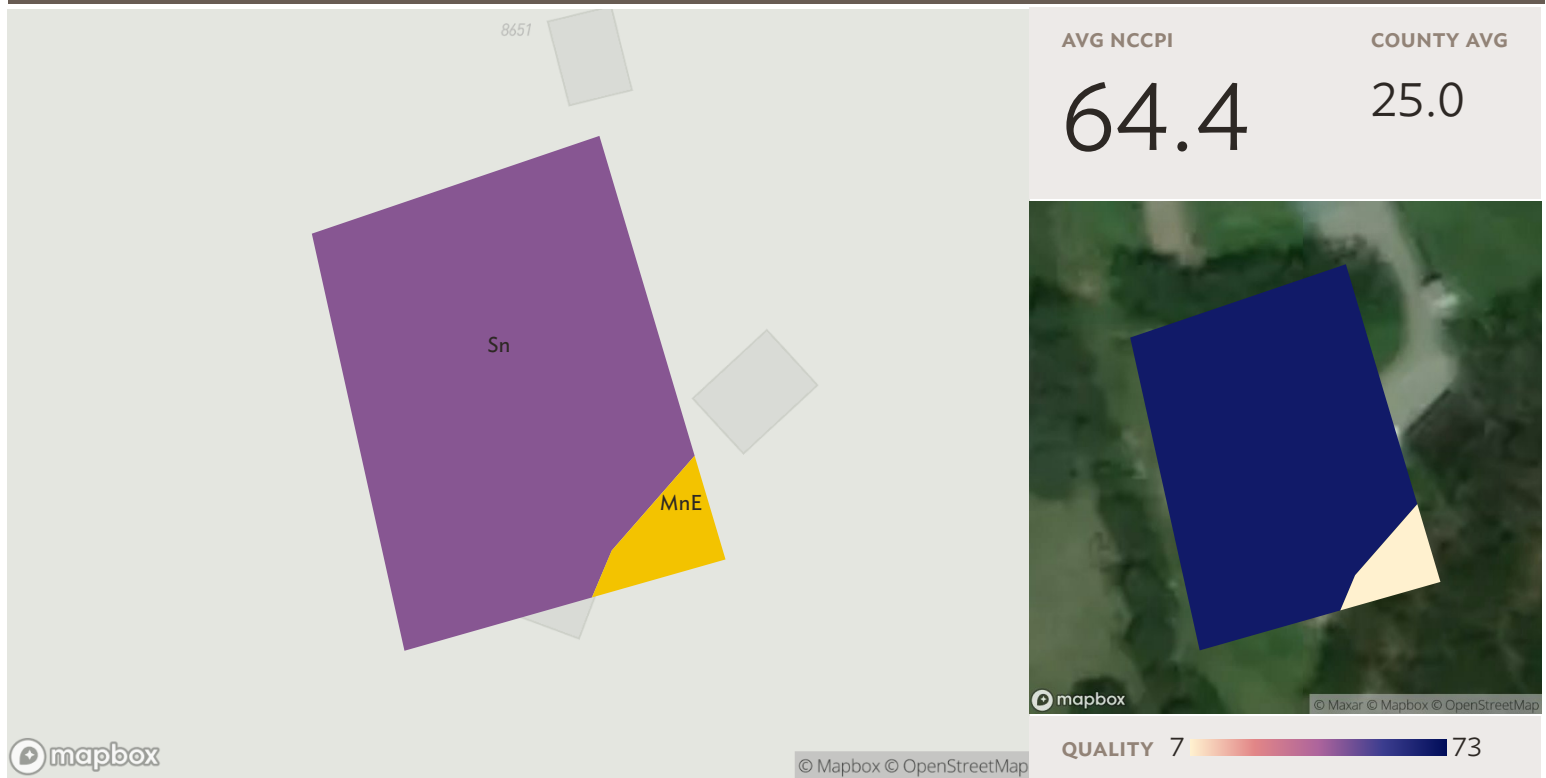 8651
Sn
MnE
mapbox
© Mapbox © OpenStreetMap
AVG NCCPI
64.4
COUNTY AVG
25.0
mapbox
© Maxar © Mapbox © OpenStreetMap
QUALITY 7 73